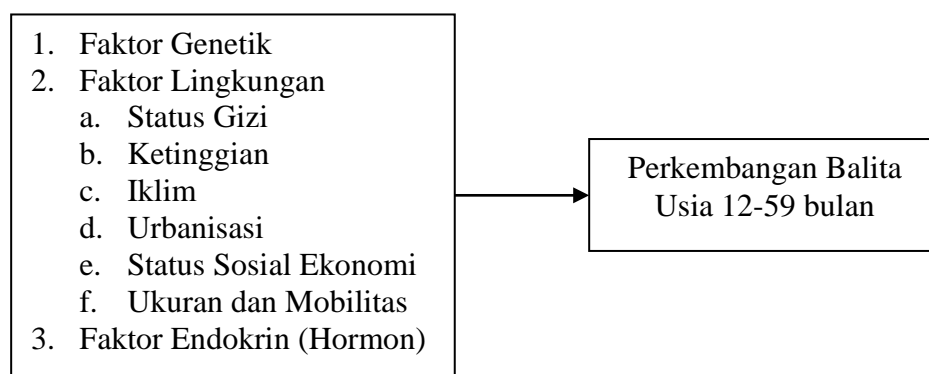 1. Faktor Genetik
2. Faktor Lingkungan
a. Status Gizi
b. Ketinggian
c. Iklim
d. Urbanisasi
e. Status Sosial Ekonomi
f. Ukuran dan Mobilitas
3. Faktor Endokrin (Hormon)
Perkembangan Balita
Usia 12-59 bulan